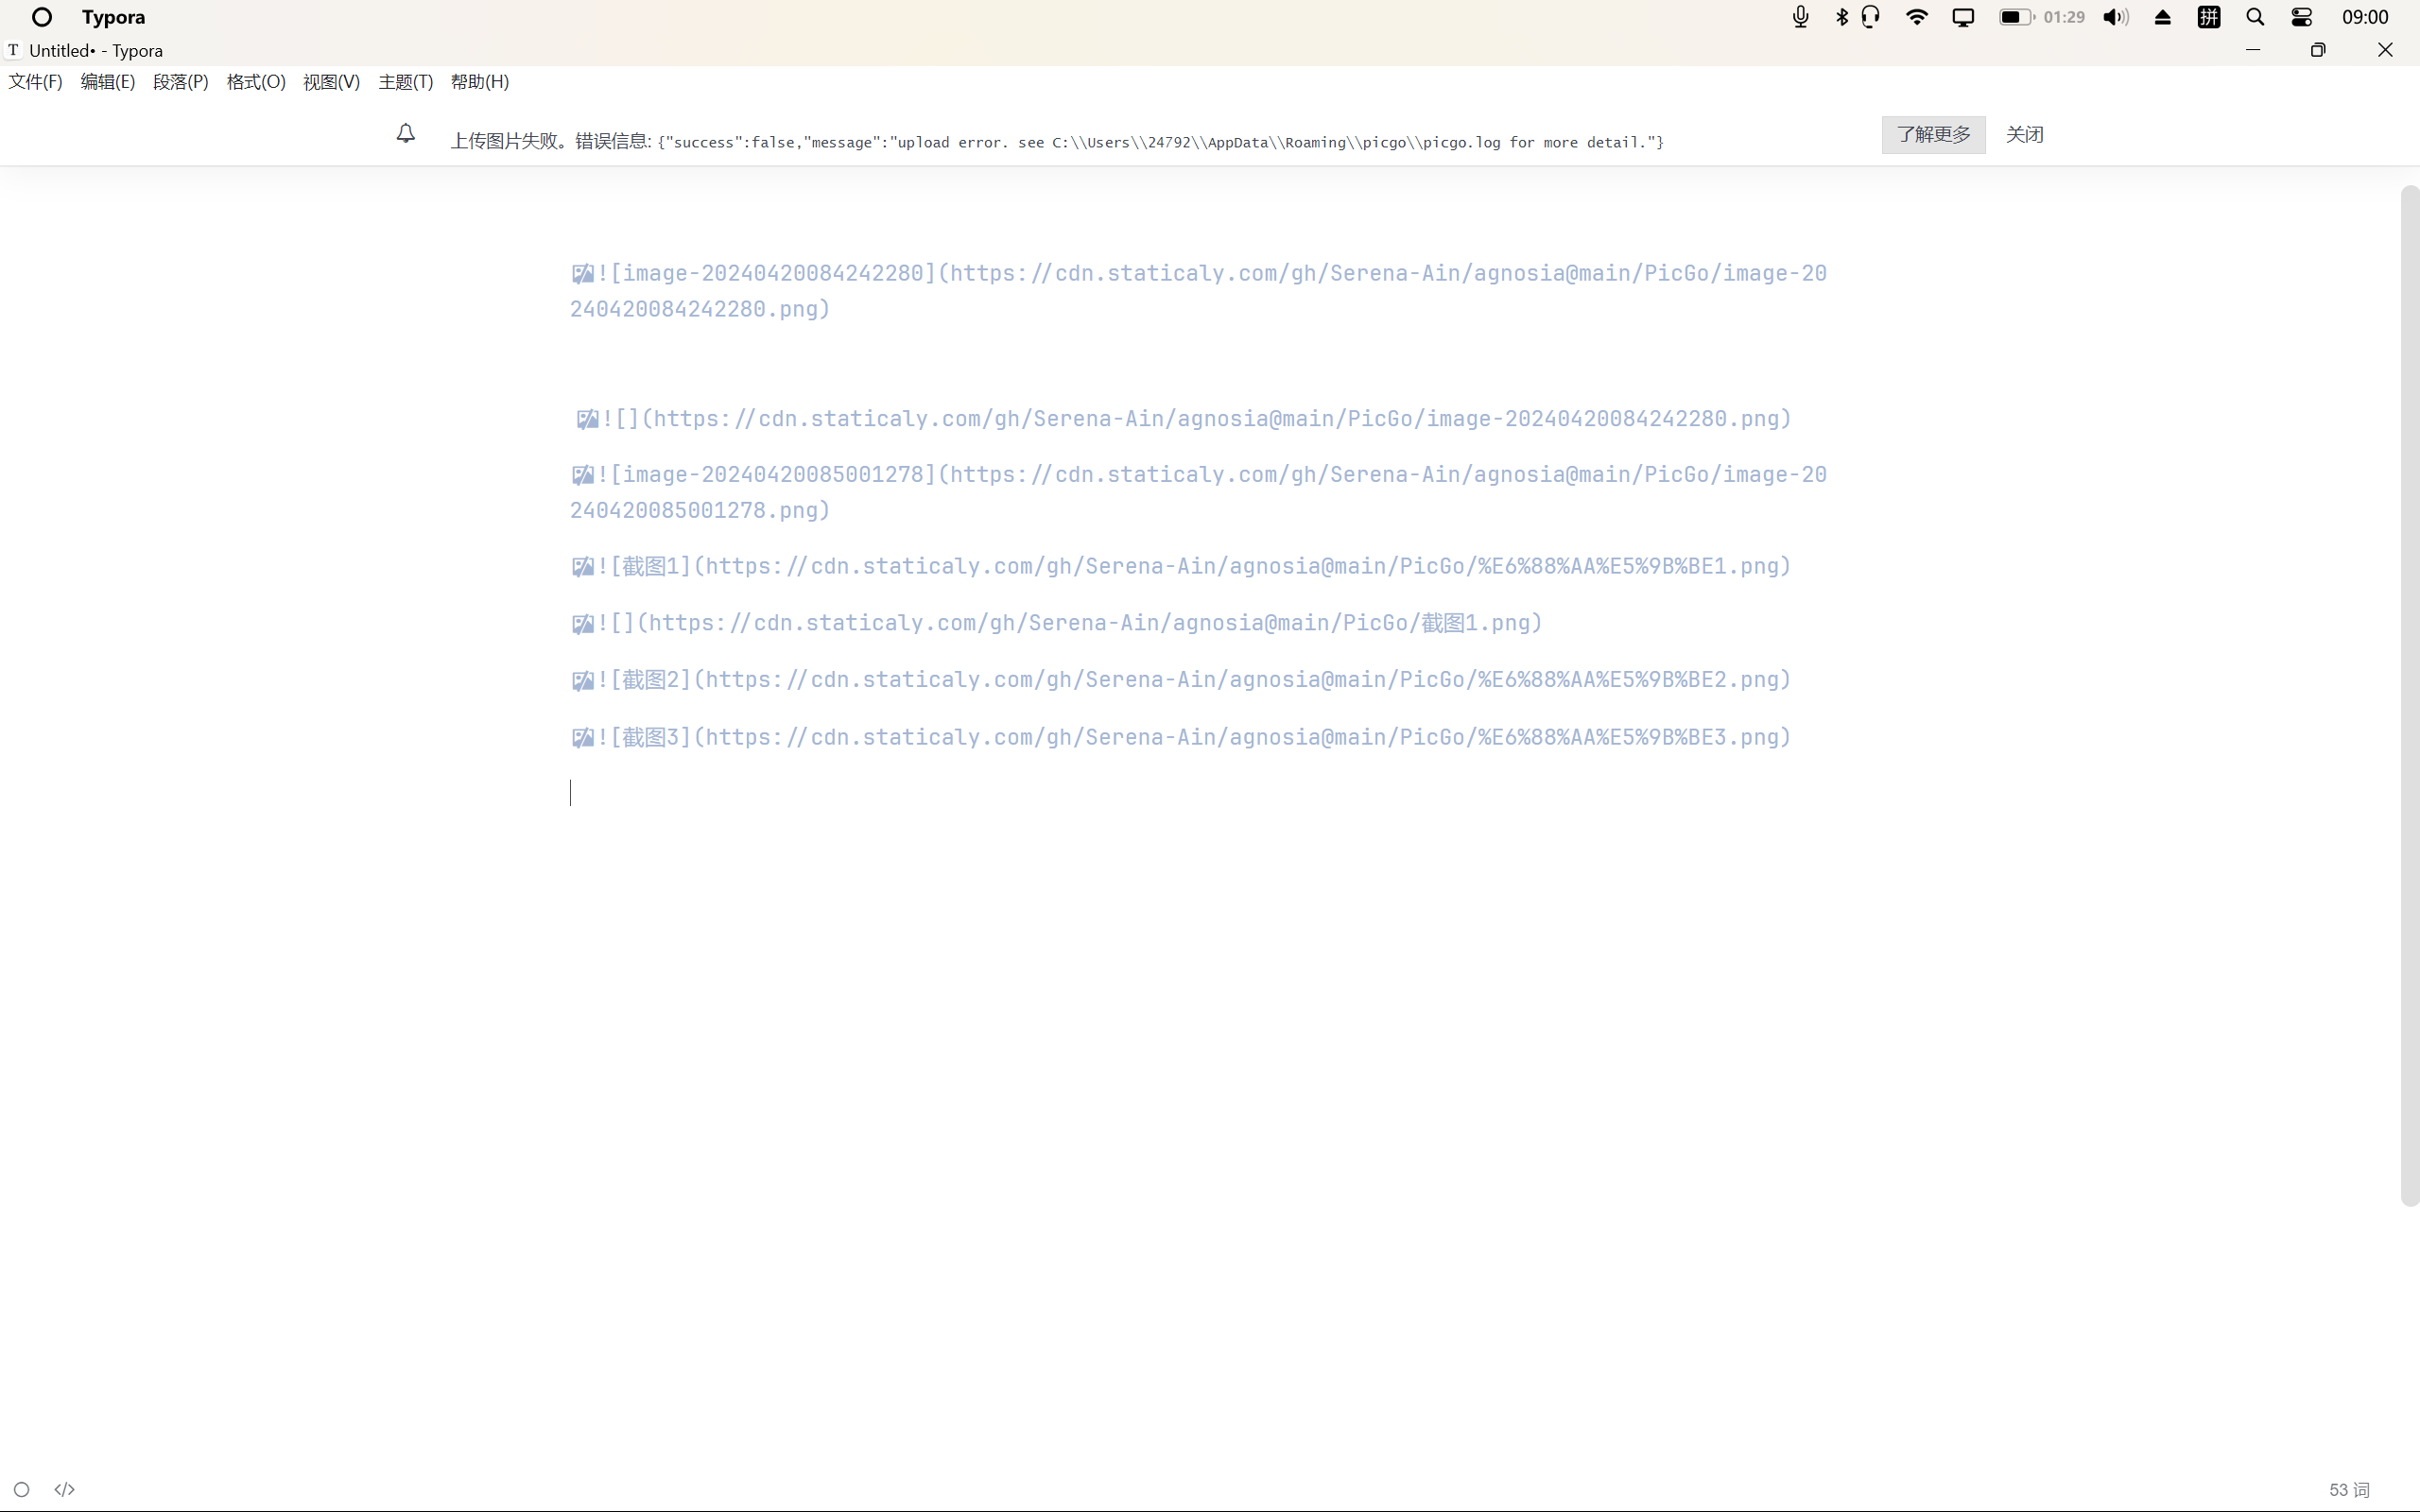 Typora
01:29
拼
09:00
T Untitled• - Typora
文件(F) 编辑(E) 段落(P) 格式(O) 视图(V) 主题(T) 帮助(H)
上传图片失败。错误信息: {"success":false,"message":"upload error. see C:\\Users\\24792\\AppData\\Roaming\\picgo\\picgo.log for more detail."}
了解更多 关闭
![image-20240420084242280](https://cdn.staticaly.com/gh/Serena-Ain/agnosia@main/PicGo/image-20
240420084242280.png)
![](https://cdn.staticaly.com/gh/Serena-Ain/agnosia@main/PicGo/image-20240420084242280.png)
![image-20240420085001278](https://cdn.staticaly.com/gh/Serena-Ain/agnosia@main/PicGo/image-20
240420085001278.png)
![截图1](https://cdn.staticaly.com/gh/Serena-Ain/agnosia@main/PicGo/%E6%88%AA%E5%9B%BE1.png)
![](https://cdn.staticaly.com/gh/Serena-Ain/agnosia@main/PicGo/截图1.png)
![截图2](https://cdn.staticaly.com/gh/Serena-Ain/agnosia@main/PicGo/%E6%88%AA%E5%9B%BE2.png)
![截图3](https://cdn.staticaly.com/gh/Serena-Ain/agnosia@main/PicGo/%E6%88%AA%E5%9B%BE3.png)
</> 53 词